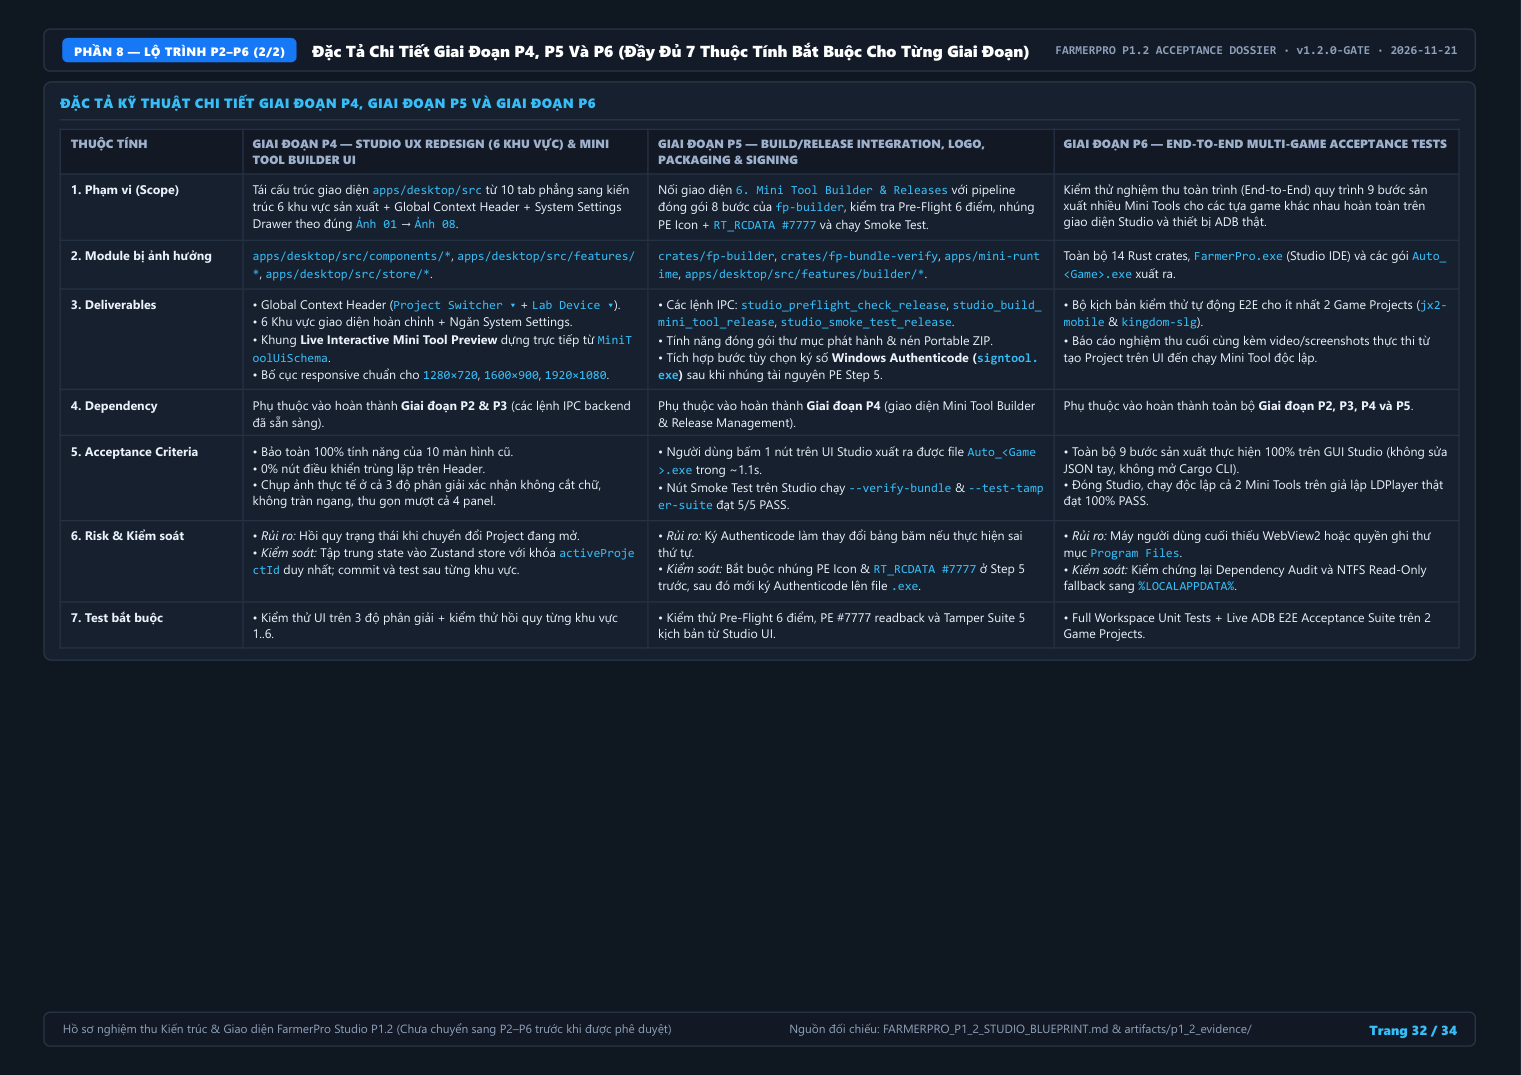 PHẦN 8 — LỘ TRÌNH P2–P6 (2/2)
Đặc Tả Chi Tiết Giai Đoạn P4, P5 Và P6 (Đầy Đủ 7 Thuộc Tính Bắt Buộc Cho Từng Giai Đoạn)
FARMERPRO P1.2 ACCEPTANCE DOSSIER · v1.2.0-GATE · 2026-11-21
ĐẶC TẢ KỸ THUẬT CHI TIẾT GIAI ĐOẠN P4, GIAI ĐOẠN P5 VÀ GIAI ĐOẠN P6
THUỘC TÍNH
GIAI ĐOẠN P4 — STUDIO UX REDESIGN (6 KHU VỰC) & MINI
TOOL BUILDER UI
GIAI ĐOẠN P5 — BUILD/RELEASE INTEGRATION, LOGO,
PACKAGING & SIGNING
GIAI ĐOẠN P6 — END-TO-END MULTI-GAME ACCEPTANCE TESTS
1. Phạm vi (Scope)
Tái cấu trúc giao diện apps/desktop/src từ 10 tab phẳng sang kiến
trúc 6 khu vực sản xuất + Global Context Header + System Settings
Drawer theo đúng Ảnh 01 → Ảnh 08.
Nối giao diện 6. Mini Tool Builder & Releases với pipeline
đóng gói 8 bước của fp-builder, kiểm tra Pre-Flight 6 điểm, nhúng
PE Icon + RT_RCDATA #7777 và chạy Smoke Test.
Kiểm thử nghiệm thu toàn trình (End-to-End) quy trình 9 bước sản
xuất nhiều Mini Tools cho các tựa game khác nhau hoàn toàn trên
giao diện Studio và thiết bị ADB thật.
2. Module bị ảnh hưởng
apps/desktop/src/components/*, apps/desktop/src/features/
*, apps/desktop/src/store/*.
crates/fp-builder, crates/fp-bundle-verify, apps/mini-runt
ime, apps/desktop/src/features/builder/*.
Toàn bộ 14 Rust crates, FarmerPro.exe (Studio IDE) và các gói Auto_
<Game>.exe xuất ra.
3. Deliverables
• Global Context Header (Project Switcher ▾ + Lab Device ▾).
• 6 Khu vực giao diện hoàn chỉnh + Ngăn System Settings.
• Khung Live Interactive Mini Tool Preview dựng trực tiếp từ MiniT
oolUiSchema.
• Bố cục responsive chuẩn cho 1280×720, 1600×900, 1920×1080.
• Các lệnh IPC: studio_preflight_check_release, studio_build_
mini_tool_release, studio_smoke_test_release.
• Tính năng đóng gói thư mục phát hành & nén Portable ZIP.
• Tích hợp bước tùy chọn ký số Windows Authenticode (signtool.
exe) sau khi nhúng tài nguyên PE Step 5.
• Bộ kịch bản kiểm thử tự động E2E cho ít nhất 2 Game Projects (jx2-
mobile & kingdom-slg).
• Báo cáo nghiệm thu cuối cùng kèm video/screenshots thực thi từ
tạo Project trên UI đến chạy Mini Tool độc lập.
4. Dependency
Phụ thuộc vào hoàn thành Giai đoạn P2 & P3 (các lệnh IPC backend
đã sẵn sàng).
Phụ thuộc vào hoàn thành Giai đoạn P4 (giao diện Mini Tool Builder
& Release Management).
Phụ thuộc vào hoàn thành toàn bộ Giai đoạn P2, P3, P4 và P5.
5. Acceptance Criteria
• Bảo toàn 100% tính năng của 10 màn hình cũ.
• 0% nút điều khiển trùng lặp trên Header.
• Chụp ảnh thực tế ở cả 3 độ phân giải xác nhận không cắt chữ,
không tràn ngang, thu gọn mượt cả 4 panel.
• Người dùng bấm 1 nút trên UI Studio xuất ra được file Auto_<Game
>.exe trong ~1.1s.
• Nút Smoke Test trên Studio chạy --verify-bundle & --test-tamp
er-suite đạt 5/5 PASS.
• Toàn bộ 9 bước sản xuất thực hiện 100% trên GUI Studio (không sửa
JSON tay, không mở Cargo CLI).
• Đóng Studio, chạy độc lập cả 2 Mini Tools trên giả lập LDPlayer thật
đạt 100% PASS.
6. Risk & Kiểm soát
• Rủi ro: Hồi quy trạng thái khi chuyển đổi Project đang mở.
• Kiểm soát: Tập trung state vào Zustand store với khóa activeProje
ctId duy nhất; commit và test sau từng khu vực.
• Rủi ro: Ký Authenticode làm thay đổi bảng băm nếu thực hiện sai
thứ tự.
• Kiểm soát: Bắt buộc nhúng PE Icon & RT_RCDATA #7777 ở Step 5
trước, sau đó mới ký Authenticode lên file .exe.
• Rủi ro: Máy người dùng cuối thiếu WebView2 hoặc quyền ghi thư
mục Program Files.
• Kiểm soát: Kiểm chứng lại Dependency Audit và NTFS Read-Only
fallback sang %LOCALAPPDATA%.
7. Test bắt buộc
• Kiểm thử UI trên 3 độ phân giải + kiểm thử hồi quy từng khu vực
1..6.
• Kiểm thử Pre-Flight 6 điểm, PE #7777 readback và Tamper Suite 5
kịch bản từ Studio UI.
• Full Workspace Unit Tests + Live ADB E2E Acceptance Suite trên 2
Game Projects.
Hồ sơ nghiệm thu Kiến trúc & Giao diện FarmerPro Studio P1.2 (Chưa chuyển sang P2–P6 trước khi được phê duyệt)
Nguồn đối chiếu: FARMERPRO_P1_2_STUDIO_BLUEPRINT.md & artifacts/p1_2_evidence/
Trang 32 / 34